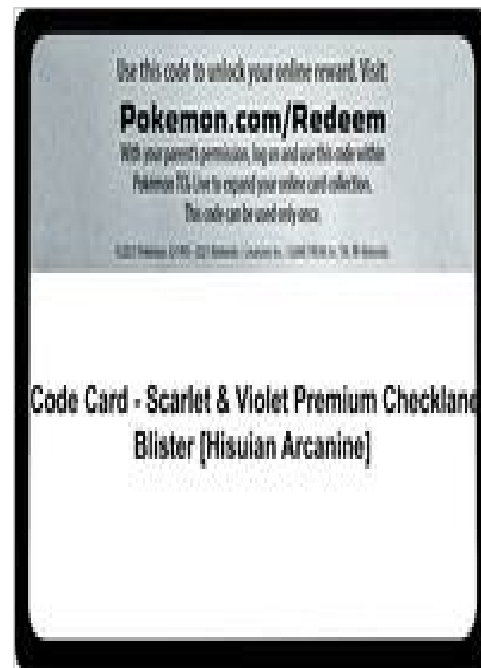 Use this code to unlock your online reward. Visit:
Pokemon.com/Redeem
With your parent's permission, log on and use this code within
Pokémon TCG Live to expand your online card collection.
This code can be used only once.
Code Card - Scarlet & Violet Premium Checklane
Blister [Hisuian Arcanine]